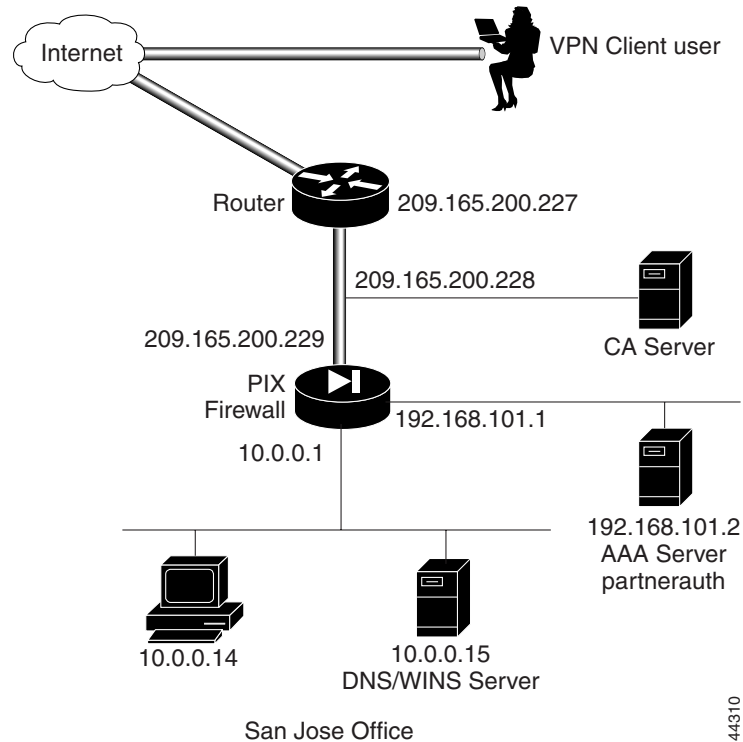 Internet
VPN Client user
Router
209.165.200.227
209.165.200.228
CA Server
209.165.200.229
PIX
Firewall
192.168.101.1
10.0.0.1
192.168.101.2
AAA Server
partnerauth
10.0.0.14
10.0.0.15
DNS/WINS Server
San Jose Office
44310